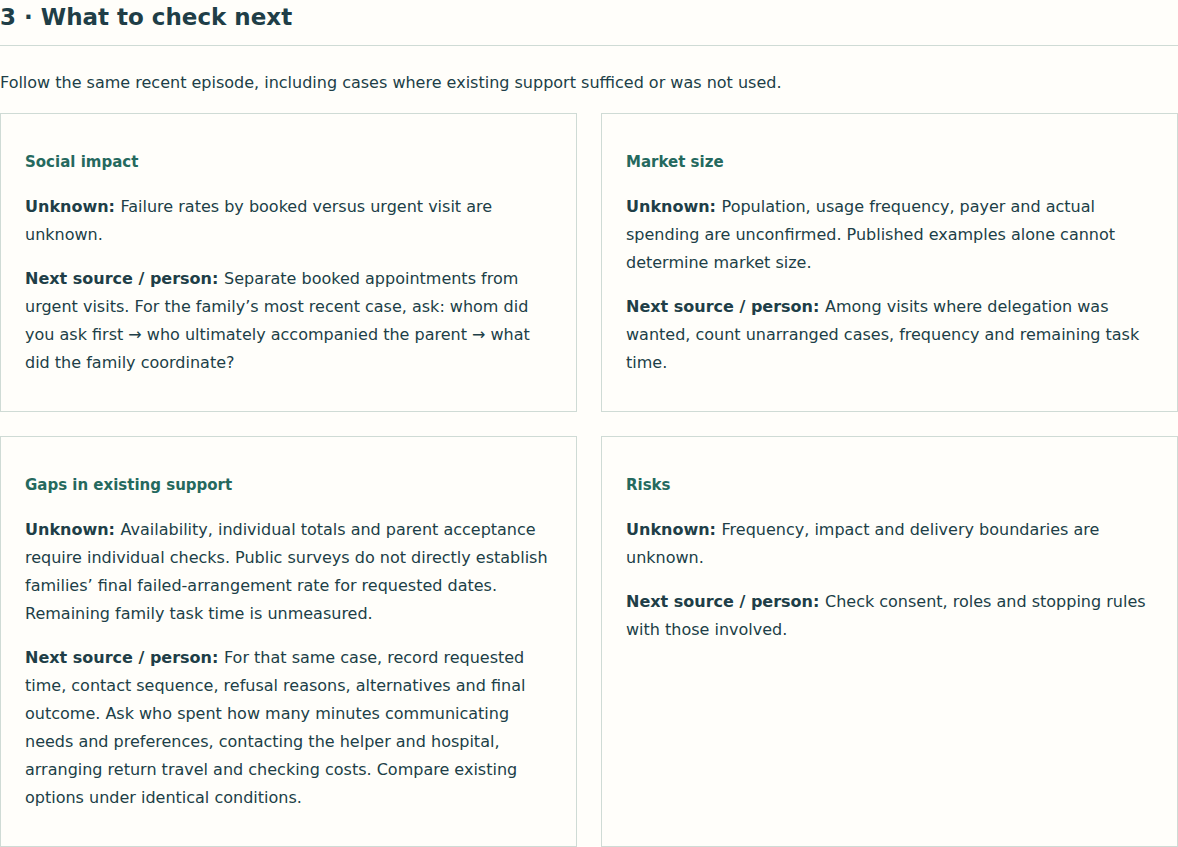 3 · What to check next
Follow the same recent episode, including cases where existing support sufficed or was not used.
Social impact
Unknown: Failure rates by booked versus urgent visit are
unknown.
Next source / person: Separate booked appointments from
urgent visits. For the family’s most recent case, ask: whom did
you ask first → who ultimately accompanied the parent → what
did the family coordinate?
Market size
Unknown: Population, usage frequency, payer and actual
spending are unconfirmed. Published examples alone cannot
determine market size.
Next source / person: Among visits where delegation was
wanted, count unarranged cases, frequency and remaining task
time.
Gaps in existing support
Unknown: Availability, individual totals and parent acceptance
require individual checks. Public surveys do not directly establish
families’ final failed-arrangement rate for requested dates.
Remaining family task time is unmeasured.
Next source / person: For that same case, record requested
time, contact sequence, refusal reasons, alternatives and final
outcome. Ask who spent how many minutes communicating
needs and preferences, contacting the helper and hospital,
arranging return travel and checking costs. Compare existing
options under identical conditions.
Risks
Unknown: Frequency, impact and delivery boundaries are
unknown.
Next source / person: Check consent, roles and stopping rules
with those involved.